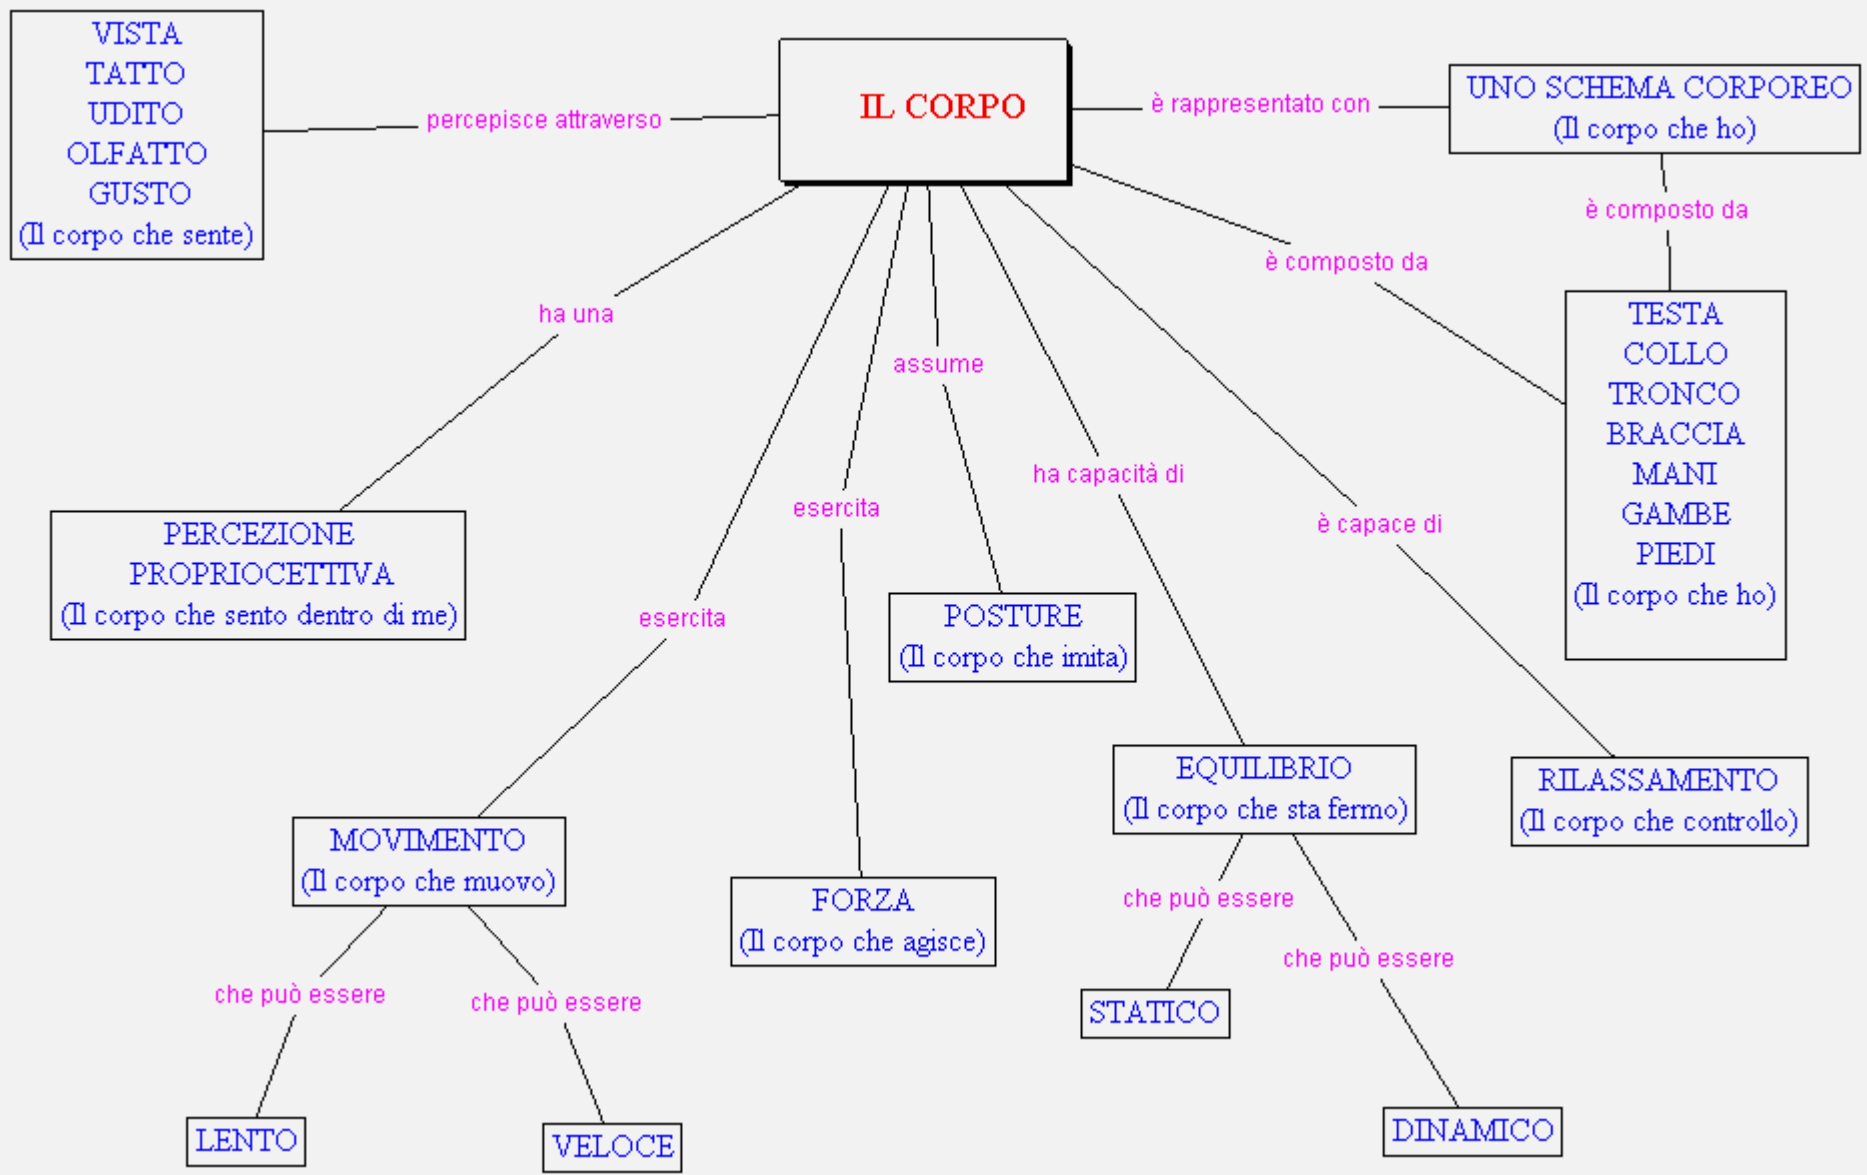 VISTA
TATTO
UDITO
OLFATTO
GUSTO
(Il corpo che sente)
percepisce attraverso
IL CORPO
è rappresentato con
UNO SCHEMA CORPOREO
(Il corpo che ho)
è composto da
è composto da
TESTA
COLLO
TRONCO
BRACCIA
MANI
GAMBE
PIEDI
(Il corpo che ho)
ha una
PERCEZIONE
PROPRIOCETTIVA
(Il corpo che sento dentro di me)
esercita
MOVIMENTO
(Il corpo che muovo)
che può essere
LENTO
che può essere
VELOCE
esercita
FORZA
(Il corpo che agisce)
assume
POSTURE
(Il corpo che imita)
ha capacità di
EQUILIBRIO
(Il corpo che sta fermo)
che può essere
STATICO
che può essere
DINAMICO
è capace di
RILASSAMENTO
(Il corpo che controllo)